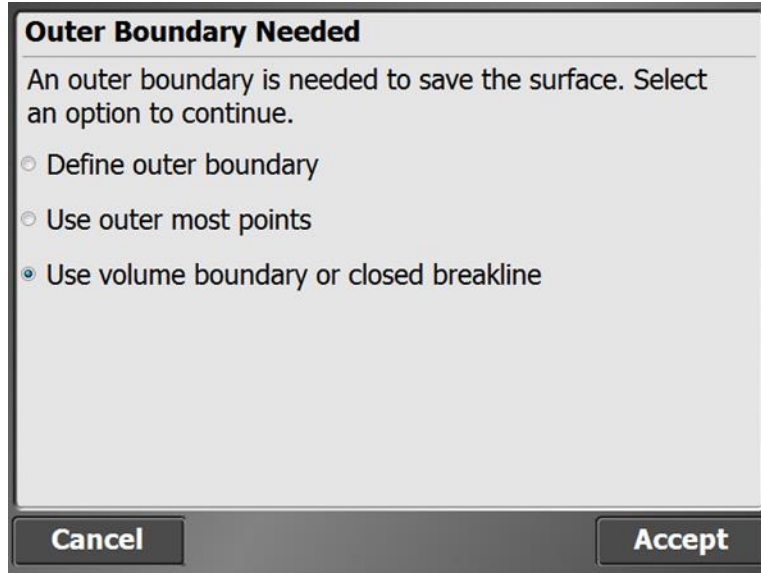 Outer Boundary Needed
An outer boundary is needed to save the surface. Select
an option to continue.
Define outer boundary
Use outer most points
Use volume boundary or closed breakline
Cancel
Accept